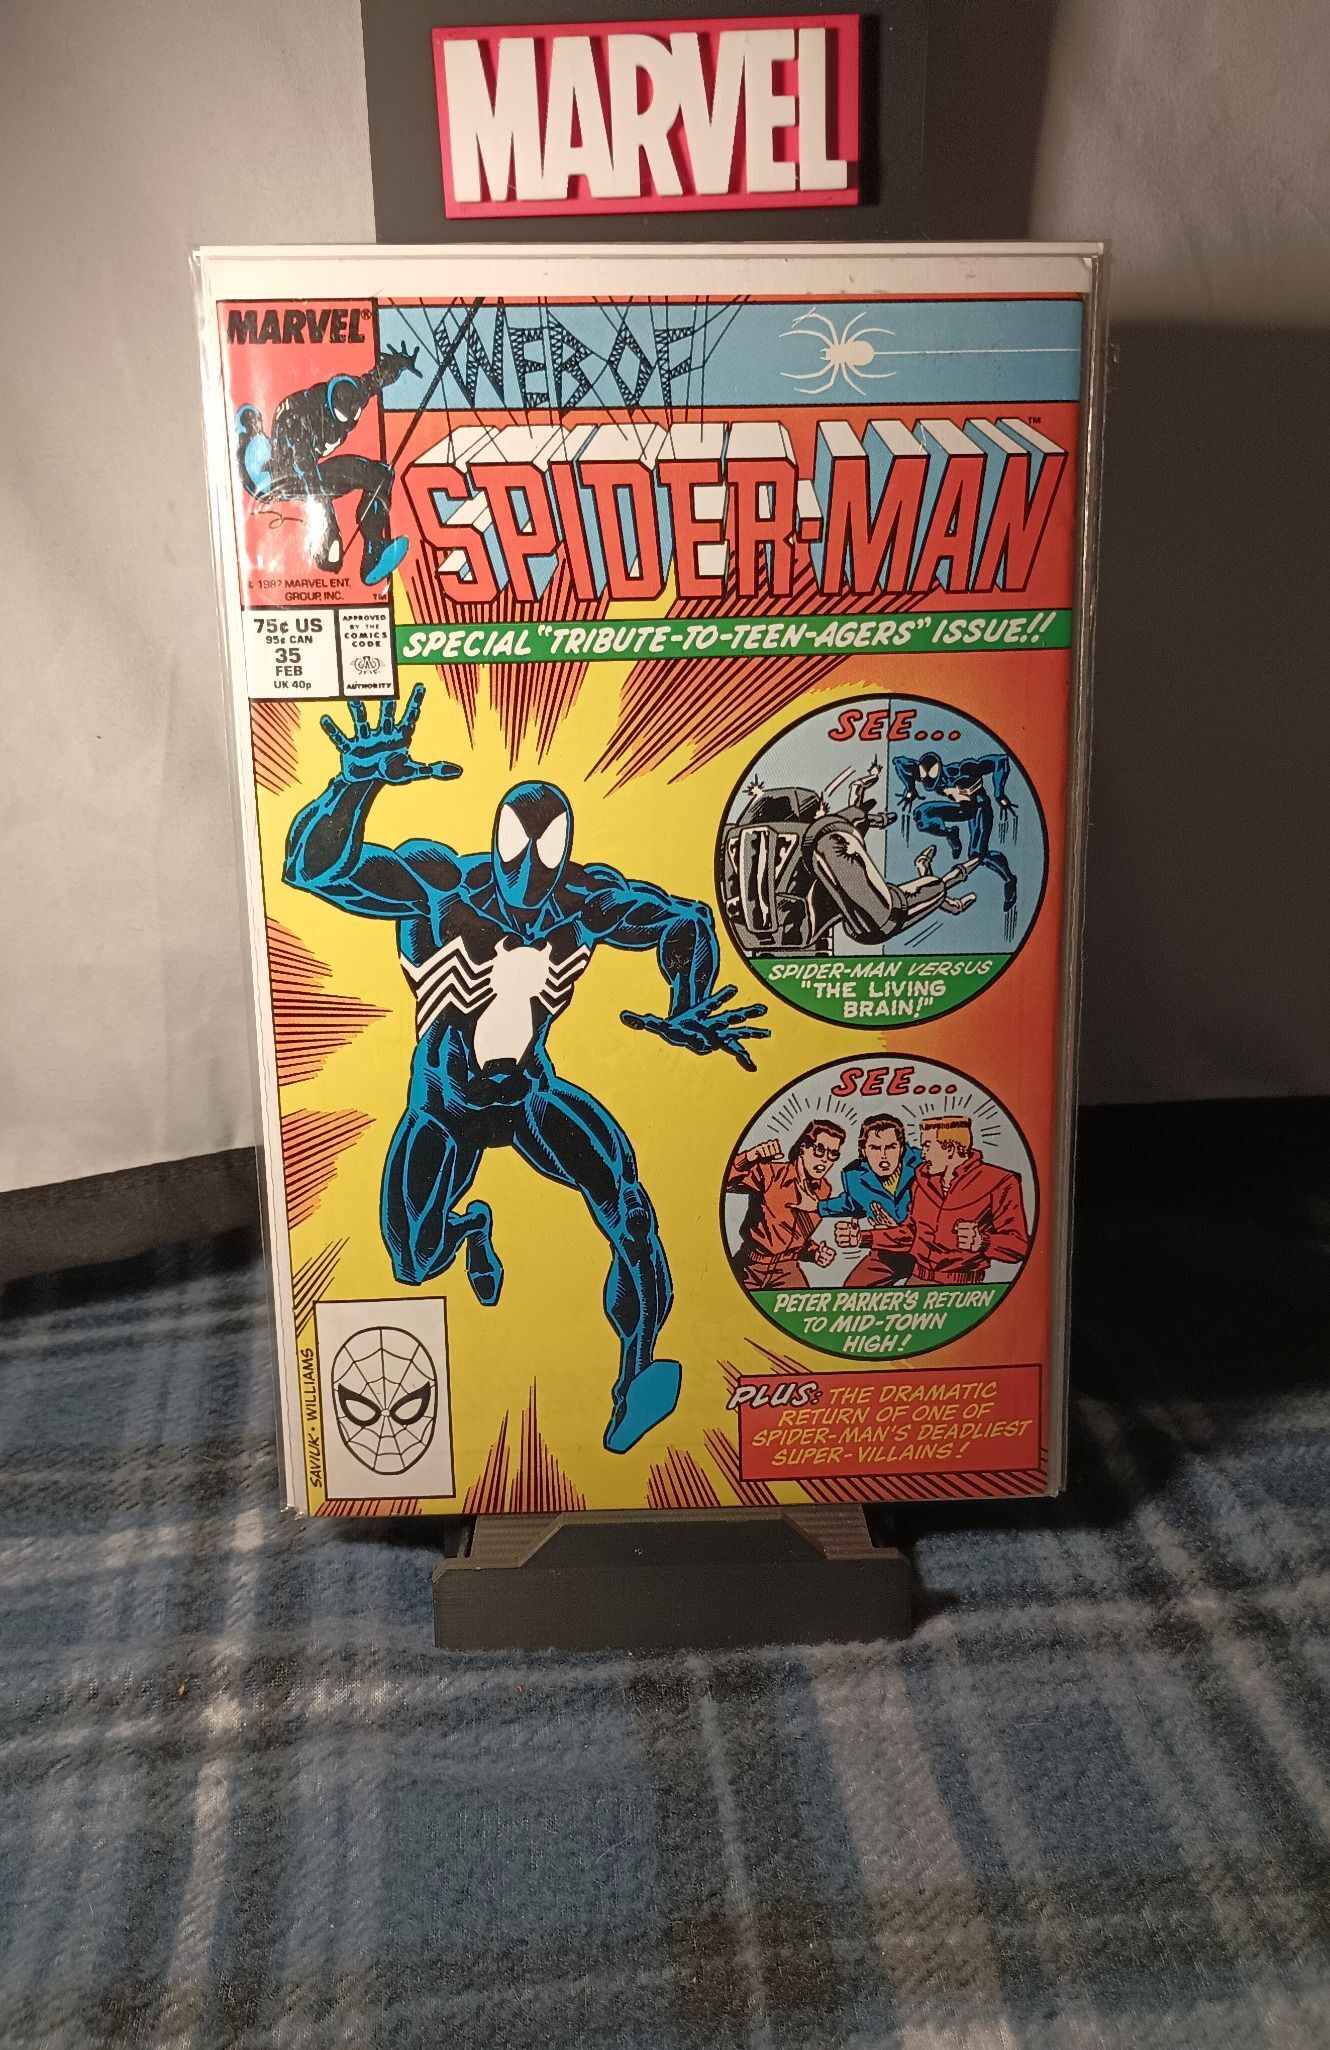 MARVEL
MARVEL®
WEB OF
SPIDER-MAN™
© 1987 MARVEL ENT.
GROUP, INC. ™
75¢ US
95¢ CAN
35
FEB
UK 40p
APPROVED
BY THE
COMICS
CODE
AUTHORITY
SPECIAL "TRIBUTE-TO-TEEN-AGERS" ISSUE!!
SEE...
SPIDER-MAN VERSUS
"THE LIVING
BRAIN!"
SEE...
PETER PARKER'S RETURN
TO MID-TOWN
HIGH!
PLUS: THE DRAMATIC
RETURN OF ONE OF
SPIDER-MAN'S DEADLIEST
SUPER-VILLAINS!
SAVIUK • WILLIAMS